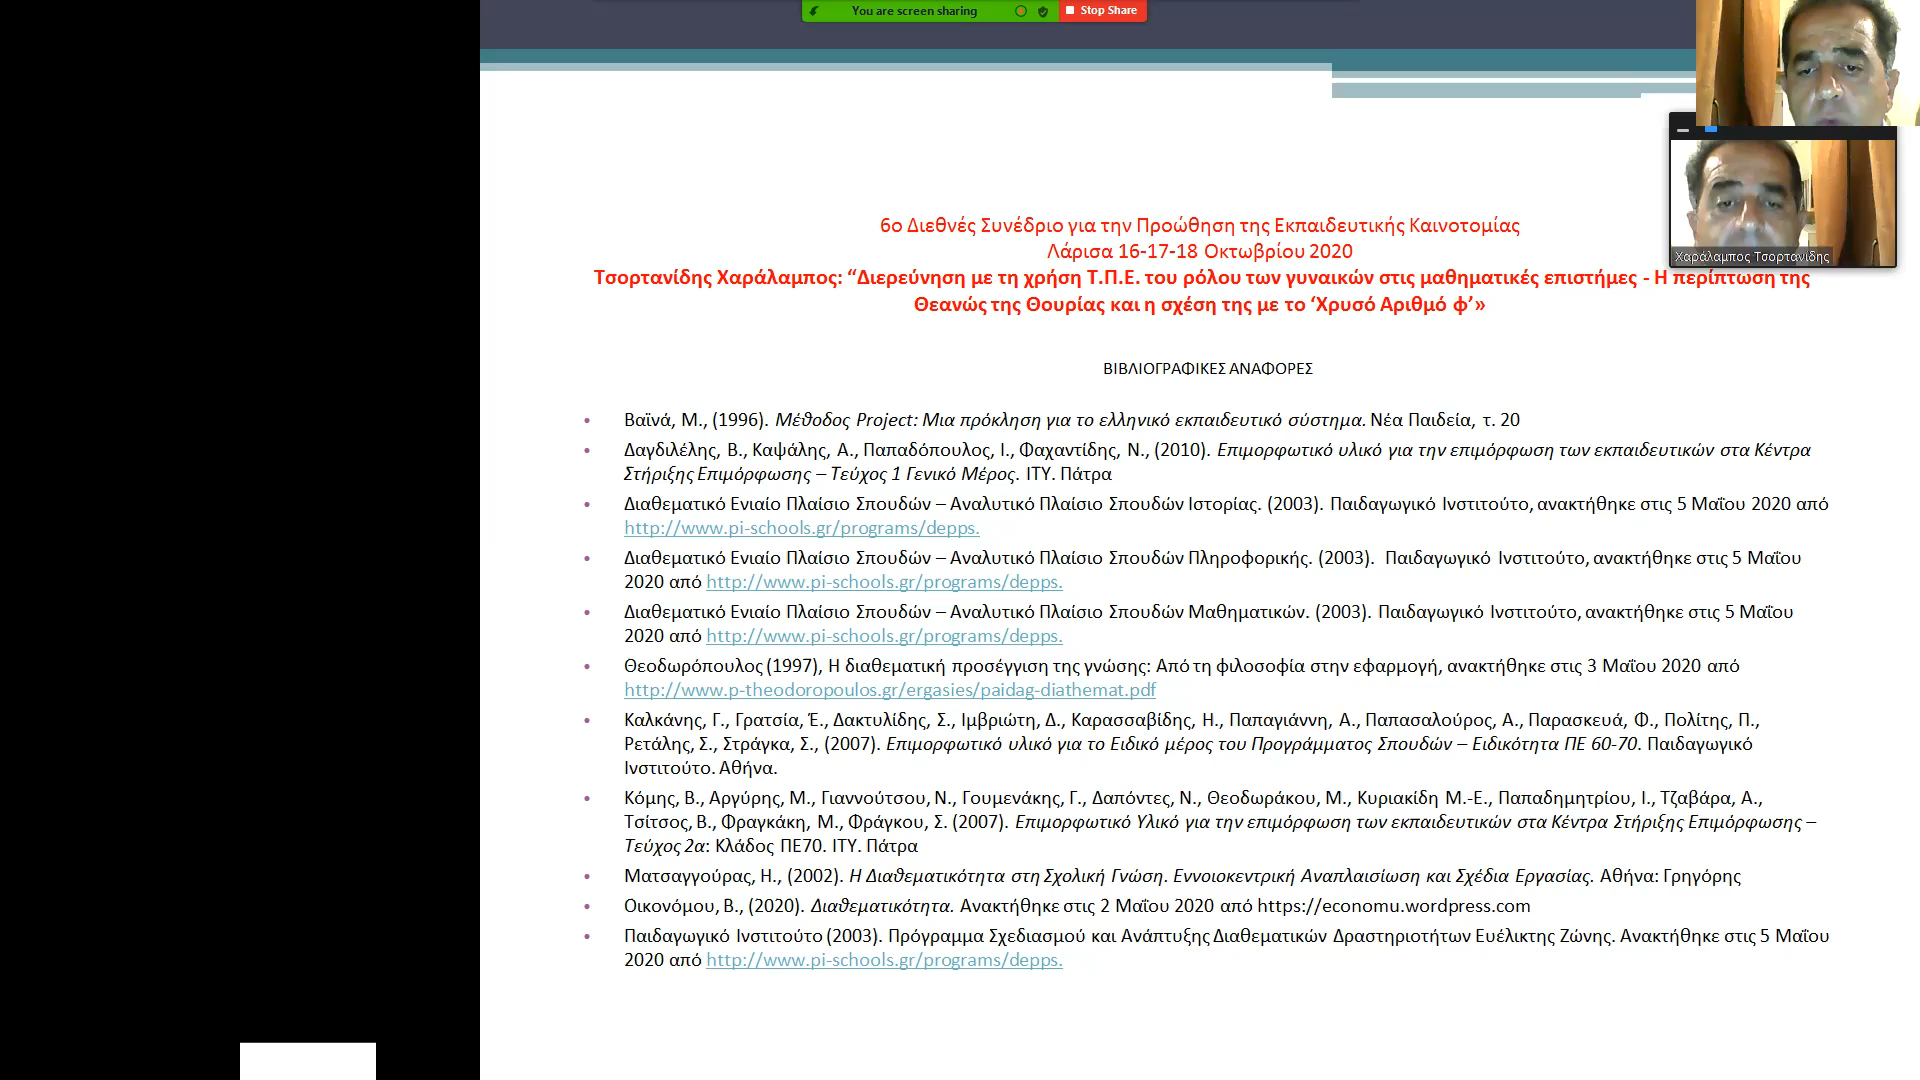 You are screen sharing
Stop Share
6ο Διεθνές Συνέδριο για την Προώθηση της Εκπαιδευτικής Καινοτομίας
Λάρισα 16-17-18 Οκτωβρίου 2020
Χαράλαμπος Τσορτανίδης
Τσορτανίδης Χαράλαμπος: “Διερεύνηση με τη χρήση Τ.Π.Ε. του ρόλου των γυναικών στις μαθηματικές επιστήμες - Η περίπτωση της
Θεανώς της Θουρίας και η σχέση της με το ‘Χρυσό Αριθμό φ’»
ΒΙΒΛΙΟΓΡΑΦΙΚΕΣ ΑΝΑΦΟΡΕΣ
• Βαϊνά, Μ., (1996). Μέθοδος Project: Μια πρόκληση για το ελληνικό εκπαιδευτικό σύστημα. Νέα Παιδεία, τ. 20
• Δαγδιλέλης, Β., Καψάλης, Α., Παπαδόπουλος, Ι., Φαχαντίδης, Ν., (2010). Επιμορφωτικό υλικό για την επιμόρφωση των εκπαιδευτικών στα Κέντρα
Στήριξης Επιμόρφωσης – Τεύχος 1 Γενικό Μέρος. ΙΤΥ. Πάτρα
• Διαθεματικό Ενιαίο Πλαίσιο Σπουδών – Αναλυτικό Πλαίσιο Σπουδών Ιστορίας. (2003). Παιδαγωγικό Ινστιτούτο, ανακτήθηκε στις 5 Μαΐου 2020 από
http://www.pi-schools.gr/programs/depps.
• Διαθεματικό Ενιαίο Πλαίσιο Σπουδών – Αναλυτικό Πλαίσιο Σπουδών Πληροφορικής. (2003). Παιδαγωγικό Ινστιτούτο, ανακτήθηκε στις 5 Μαΐου
2020 από http://www.pi-schools.gr/programs/depps.
• Διαθεματικό Ενιαίο Πλαίσιο Σπουδών – Αναλυτικό Πλαίσιο Σπουδών Μαθηματικών. (2003). Παιδαγωγικό Ινστιτούτο, ανακτήθηκε στις 5 Μαΐου
2020 από http://www.pi-schools.gr/programs/depps.
• Θεοδωρόπουλος (1997), Η διαθεματική προσέγγιση της γνώσης: Από τη φιλοσοφία στην εφαρμογή, ανακτήθηκε στις 3 Μαΐου 2020 από
http://www.p-theodoropoulos.gr/ergasies/paidag-diathemat.pdf
• Καλκάνης, Γ., Γρατσία, Έ., Δακτυλίδης, Σ., Ιμβριώτη, Δ., Καρασσαβίδης, Η., Παπαγιάννη, Α., Παπασαλούρος, Α., Παρασκευά, Φ., Πολίτης, Π.,
Ρετάλης, Σ., Στράγκα, Σ., (2007). Επιμορφωτικό υλικό για το Ειδικό μέρος του Προγράμματος Σπουδών – Ειδικότητα ΠΕ 60-70. Παιδαγωγικό
Ινστιτούτο. Αθήνα.
• Κόμης, Β., Αργύρης, Μ., Γιαννούτσου, Ν., Γουμενάκης, Γ., Δαπόντες, Ν., Θεοδωράκου, Μ., Κυριακίδη Μ.-Ε., Παπαδημητρίου, Ι., Τζαβάρα, Α.,
Τσίτσος, Β., Φραγκάκη, Μ., Φράγκου, Σ. (2007). Επιμορφωτικό Υλικό για την επιμόρφωση των εκπαιδευτικών στα Κέντρα Στήριξης Επιμόρφωσης –
Τεύχος 2α: Κλάδος ΠΕ70. ΙΤΥ. Πάτρα
• Ματσαγγούρας, Η., (2002). Η Διαθεματικότητα στη Σχολική Γνώση. Εννοιοκεντρική Αναπλαισίωση και Σχέδια Εργασίας. Αθήνα: Γρηγόρης
• Οικονόμου, Β., (2020). Διαθεματικότητα. Ανακτήθηκε στις 2 Μαΐου 2020 από https://economu.wordpress.com
• Παιδαγωγικό Ινστιτούτο (2003). Πρόγραμμα Σχεδιασμού και Ανάπτυξης Διαθεματικών Δραστηριοτήτων Ευέλικτης Ζώνης. Ανακτήθηκε στις 5 Μαΐου
2020 από http://www.pi-schools.gr/programs/depps.